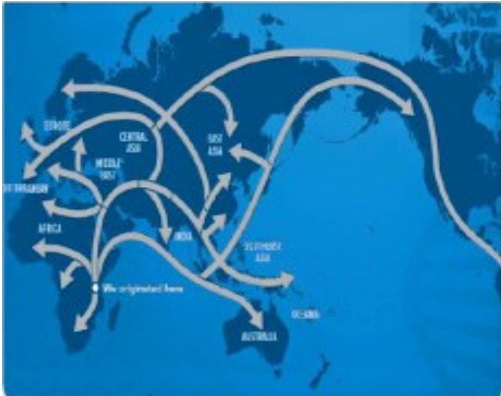 EUROPE
CENTRAL
ASIA
EAST
ASIA
MIDDLE
EAST
AFRICA
INDIA
SOUTHEAST
ASIA
We originated here
OCEANIA
AUSTRALIA